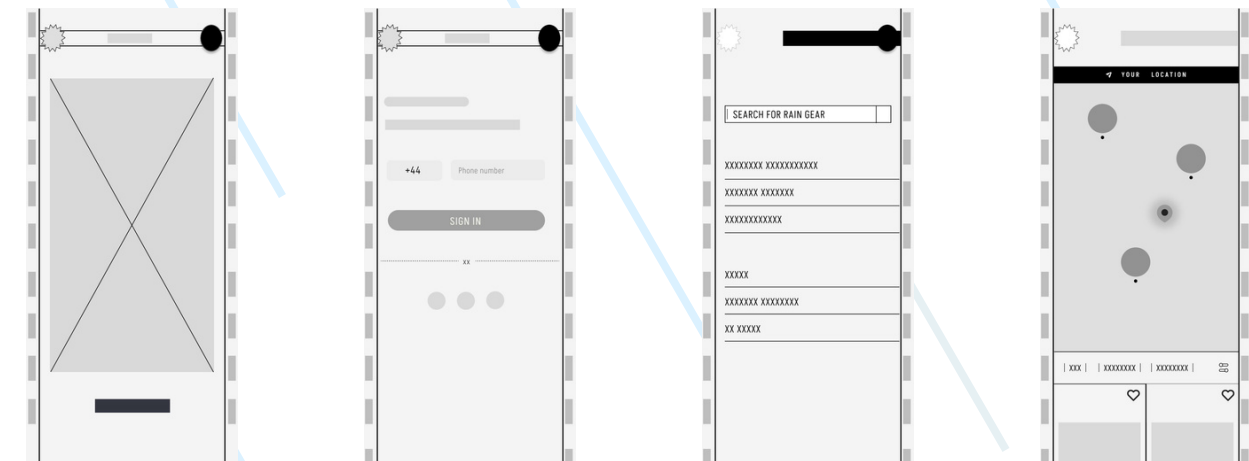 +44
Phone number
SIGN IN
xx
SEARCH FOR RAIN GEAR
XXXXXXXX XXXXXXXXXXX
XXXXXXX XXXXXXX
XXXXXXXXXXXX
XXXXX
XXXXXXX XXXXXXXX
XX XXXXX
YOUR LOCATION
| XXX | | XXXXXXXX | | XXXXXXXX |